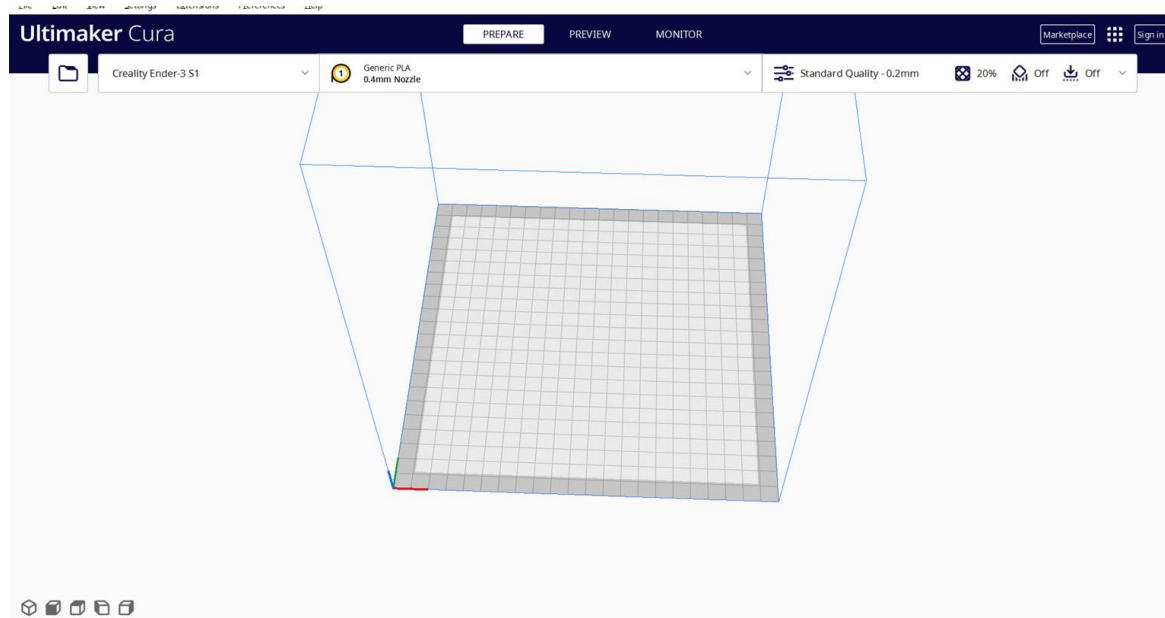 Ultimaker Cura
PREPARE
PREVIEW
MONITOR
Marketplace
Sign in
Creality Ender-3 S1
1
Generic PLA
0.4mm Nozzle
Standard Quality - 0.2mm
20%
Off
Off